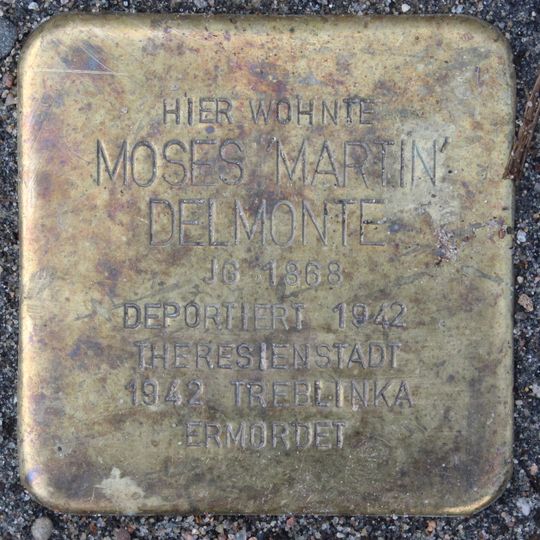 HIER WOHNTE
MOSES 'MARTIN'
DELMONTE
JG 1868
DEPORTIERT 1942
THERESIENSTADT
1942 TREBLINKA
ERMORDET